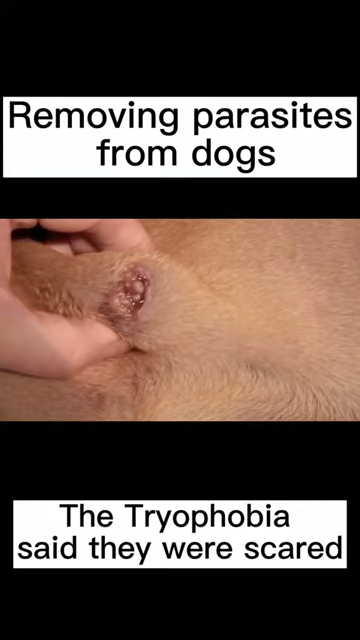 Removing parasites
from dogs
The Tryophobia
said they were scared